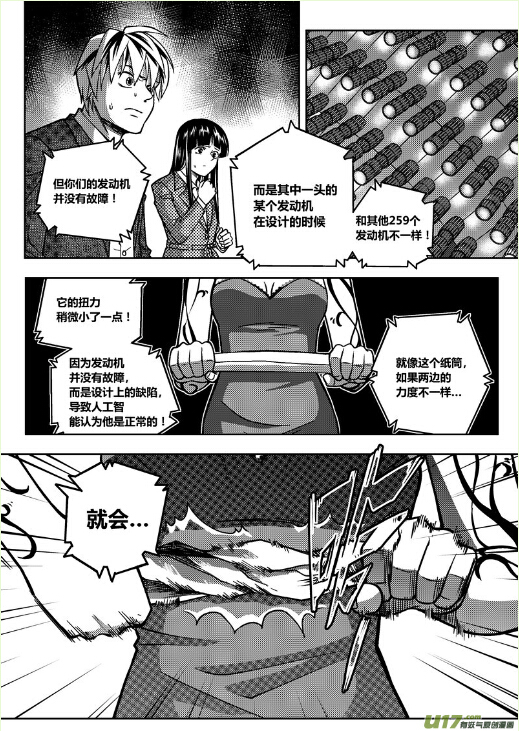 但你们的发动机
并没有故障！
而是其中一头的
某个发动机
在设计的时候
和其他259个
发动机不一样！
它的扭力
稍微小了一点！
因为发动机
并没有故障，
而是设计上的缺陷，
导致人工智
能认为他是正常的！
就像这个纸筒，
如果两边的
力度不一样…
就会…
U17.com
有妖气原创漫画